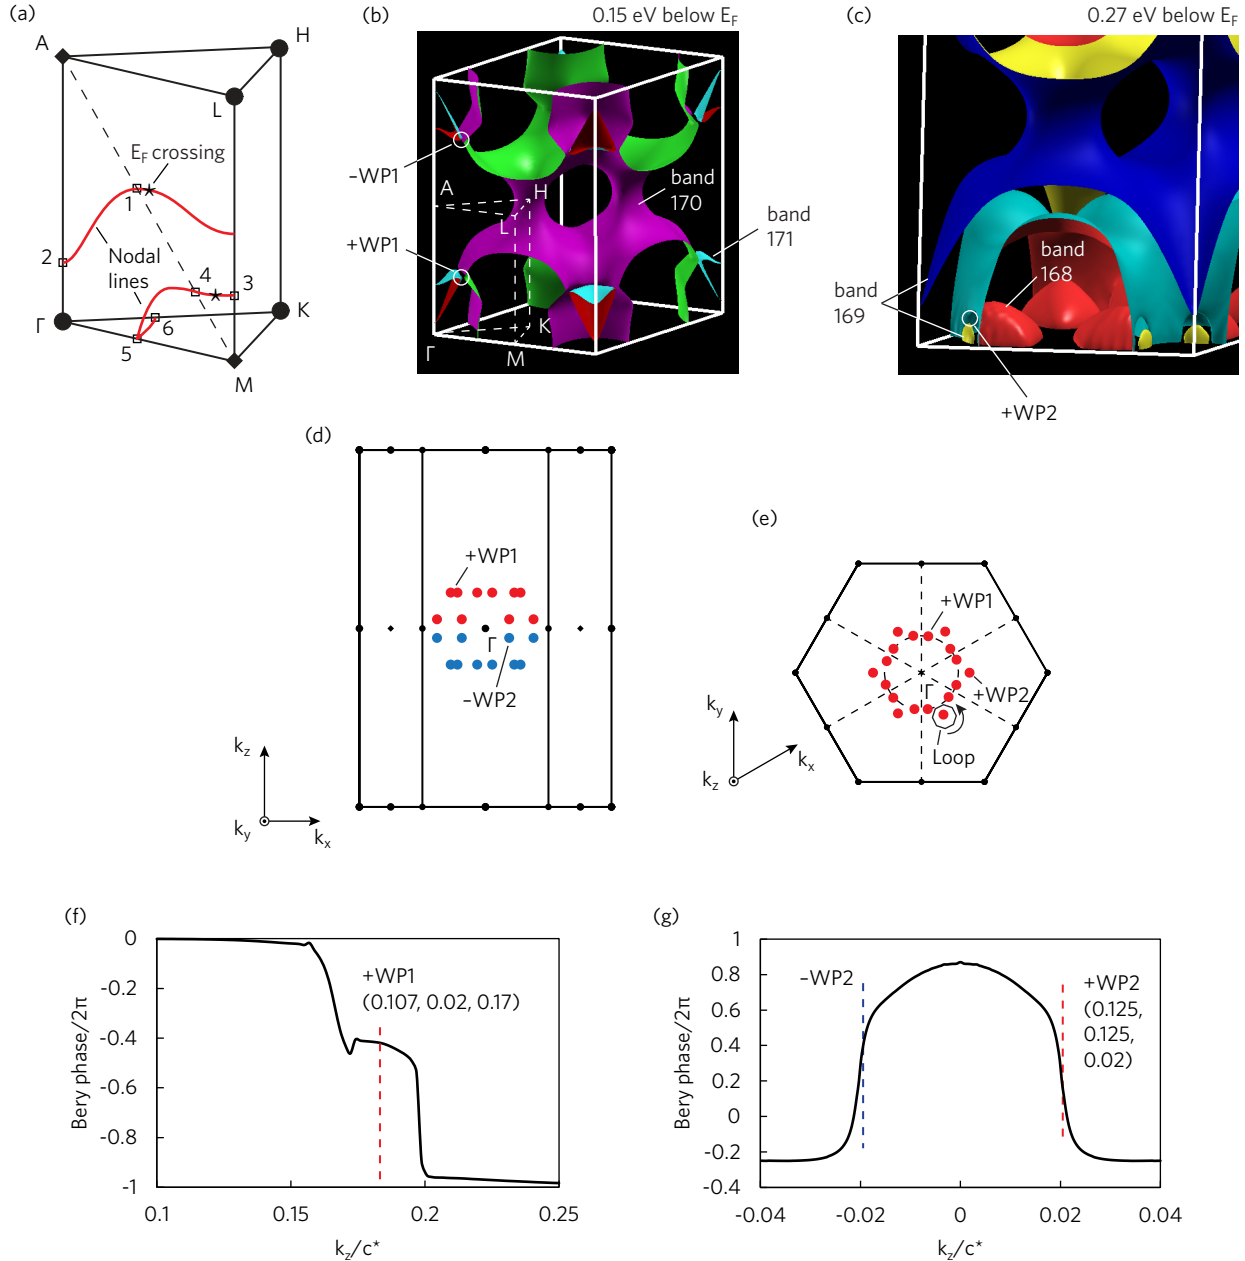 (a)
A
H
L
E_F crossing
1
2
Nodal
lines
4
3
Γ
6
K
5
M
(b)
0.15 eV below E_F
−WP1
A
H
band
170
L
+WP1
band
171
K
Γ
M
(c)
0.27 eV below E_F
band
168
band
169
+WP2
(d)
+WP1
Γ
−WP2
k_z
k_y
k_x
(e)
+WP1
Γ
+WP2
k_y
k_x
Loop
k_z
(f)
0
-0.2
-0.4
-0.6
-0.8
-1
Bery phase/2π
+WP1
(0.107, 0.02, 0.17)
0.1
0.15
0.2
0.25
k_z/c*
(g)
1
0.8
0.6
0.4
0.2
0
-0.2
-0.4
Bery phase/2π
−WP2
+WP2
(0.125,
0.125,
0.02)
-0.04
-0.02
0
0.02
0.04
k_z/c*